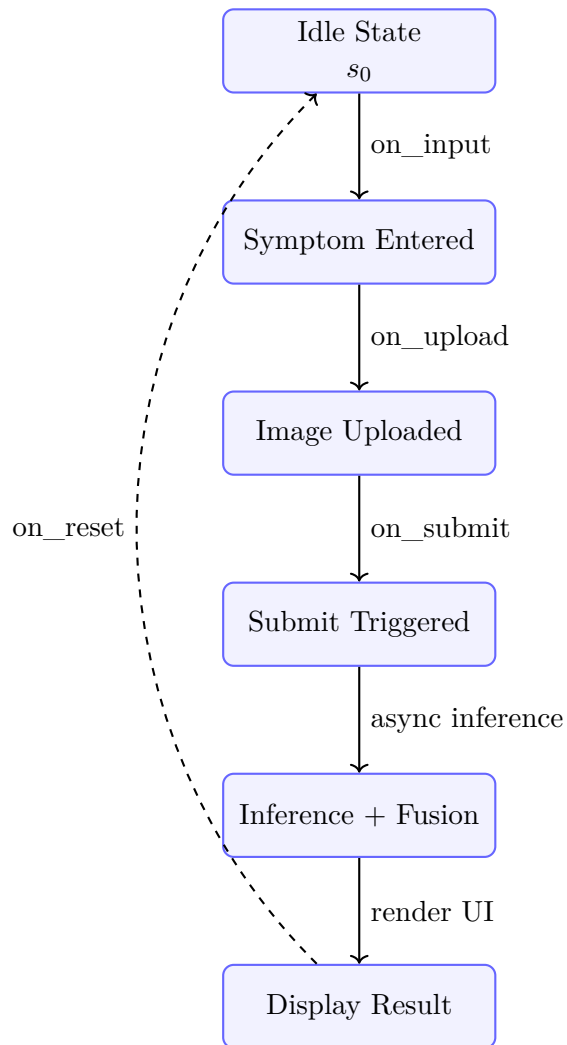 Idle State
s₀
on_input
Symptom Entered
on_upload
Image Uploaded
on_reset
on_submit
Submit Triggered
async inference
Inference + Fusion
render UI
Display Result